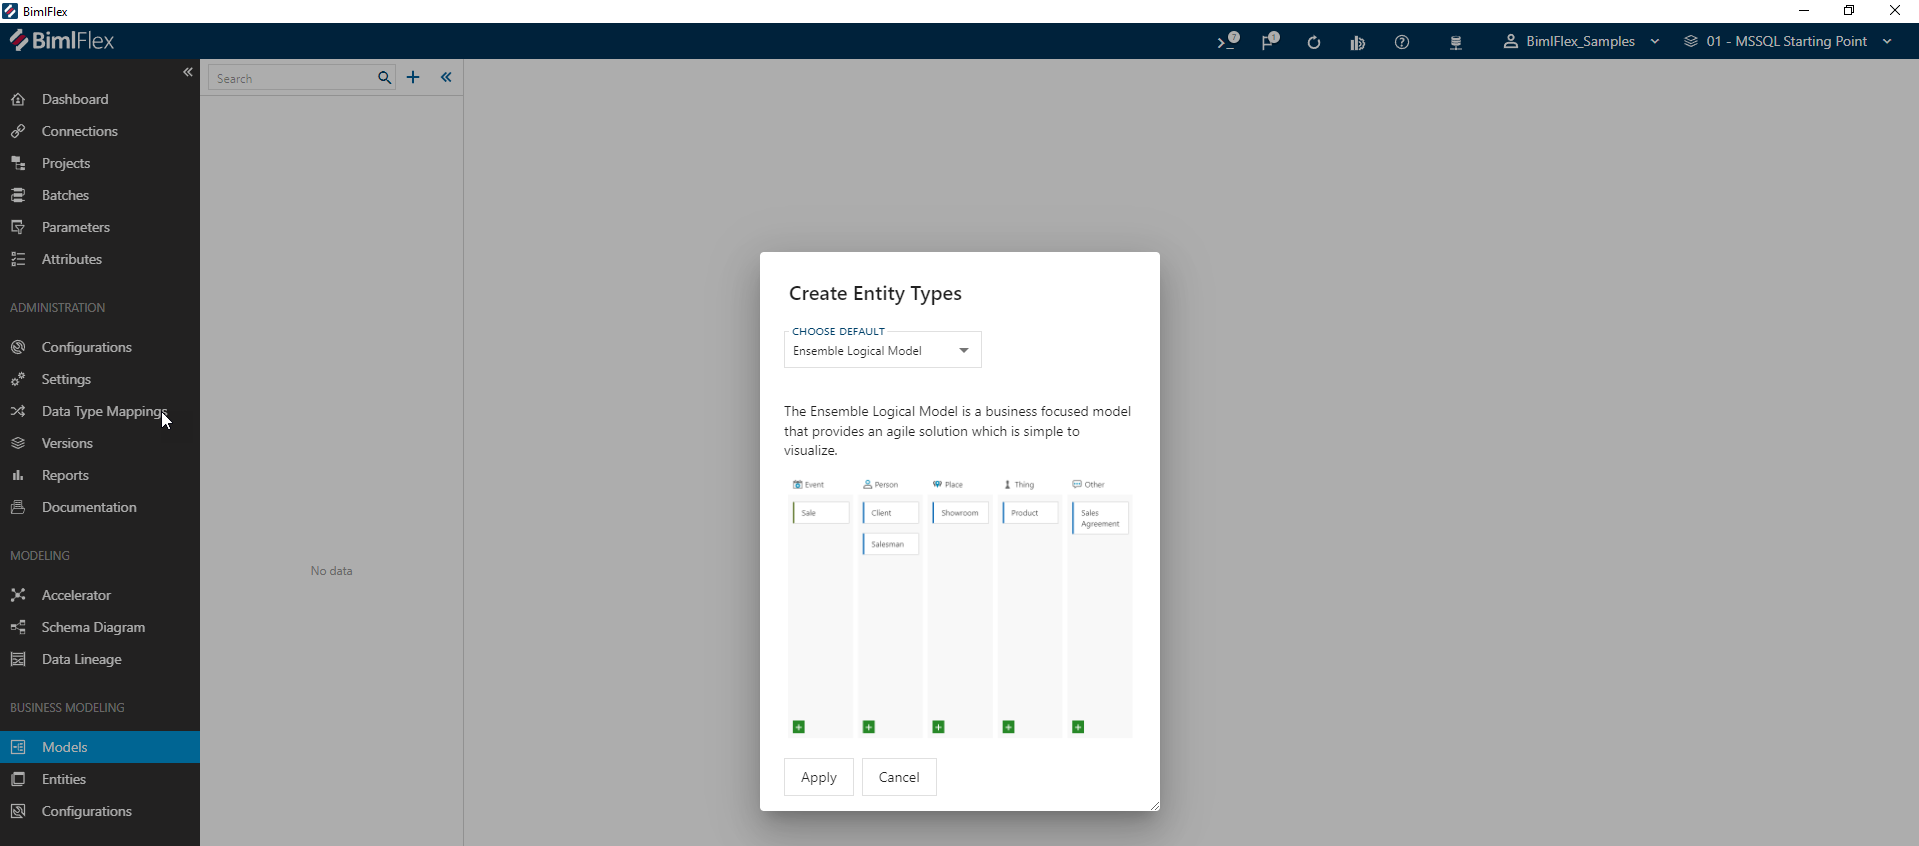 BimlFlex
BimlFlex
7
1
BimlFlex_Samples
01 - MSSQL Starting Point
Search
Dashboard
Connections
Projects
Batches
Parameters
Attributes
ADMINISTRATION
Configurations
Settings
Data Type Mappings
Versions
Reports
Documentation
MODELING
Accelerator
Schema Diagram
Data Lineage
BUSINESS MODELING
Models
Entities
Configurations
No data
Create Entity Types
CHOOSE DEFAULT
Ensemble Logical Model
The Ensemble Logical Model is a business focused model
that provides an agile solution which is simple to
visualize.
Event
Person
Place
Thing
Other
Sale
Client
Showroom
Product
Sales
Agreement
Salesman
Apply
Cancel